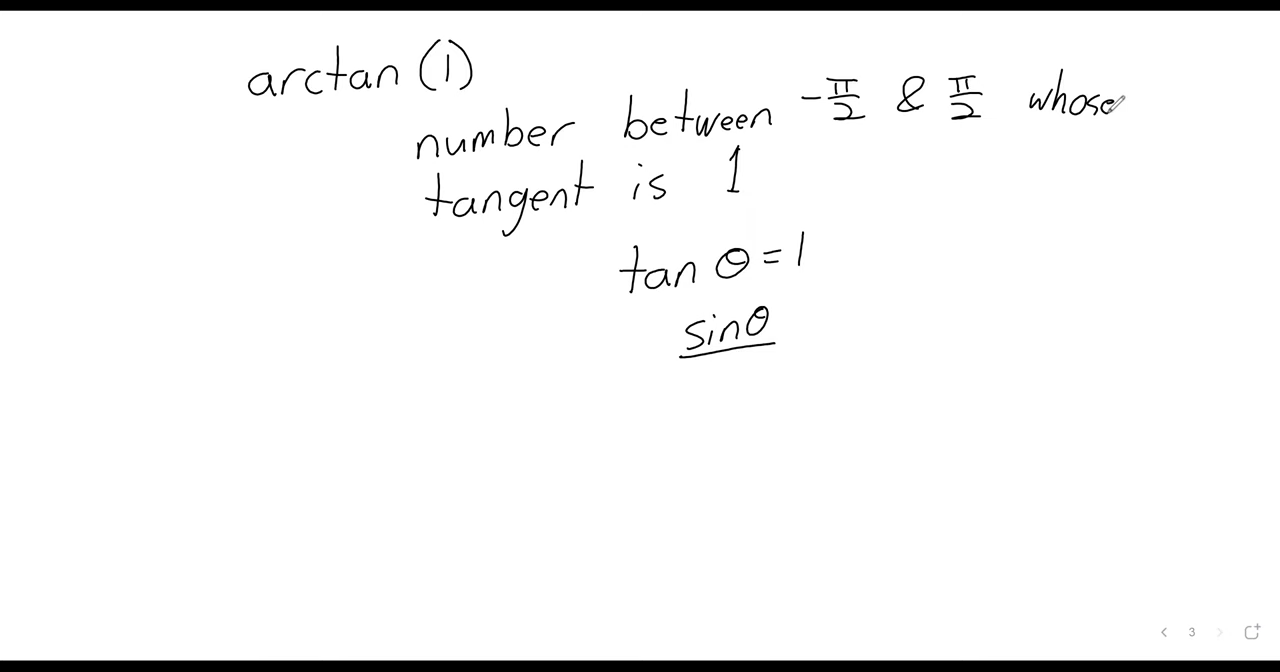 arctan (1)
number between -π/2 & π/2 whose
tangent is 1
tan θ = 1
sinθ
3